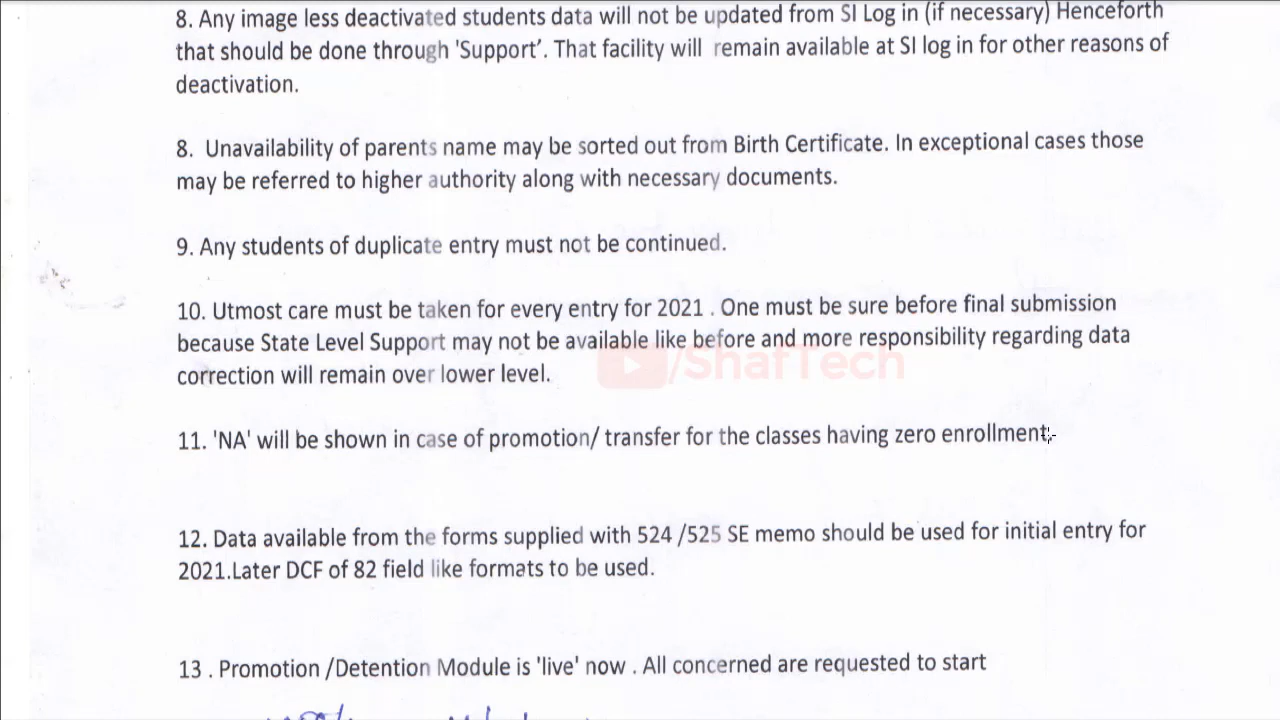 8. Any image less deactivated students data will not be updated from SI Log in (if necessary) Henceforth
that should be done through 'Support'. That facility will remain available at SI log in for other reasons of
deactivation.
8. Unavailability of parents name may be sorted out from Birth Certificate. In exceptional cases those
may be referred to higher authority along with necessary documents.
9. Any students of duplicate entry must not be continued.
10. Utmost care must be taken for every entry for 2021 . One must be sure before final submission
because State Level Support may not be available like before and more responsibility regarding data
/ShafTech
correction will remain over lower level.
11. 'NA' will be shown in case of promotion/ transfer for the classes having zero enrollment:-
12. Data available from the forms supplied with 524 /525 SE memo should be used for initial entry for
2021.Later DCF of 82 field like formats to be used.
13 . Promotion /Detention Module is 'live' now . All concerned are requested to start